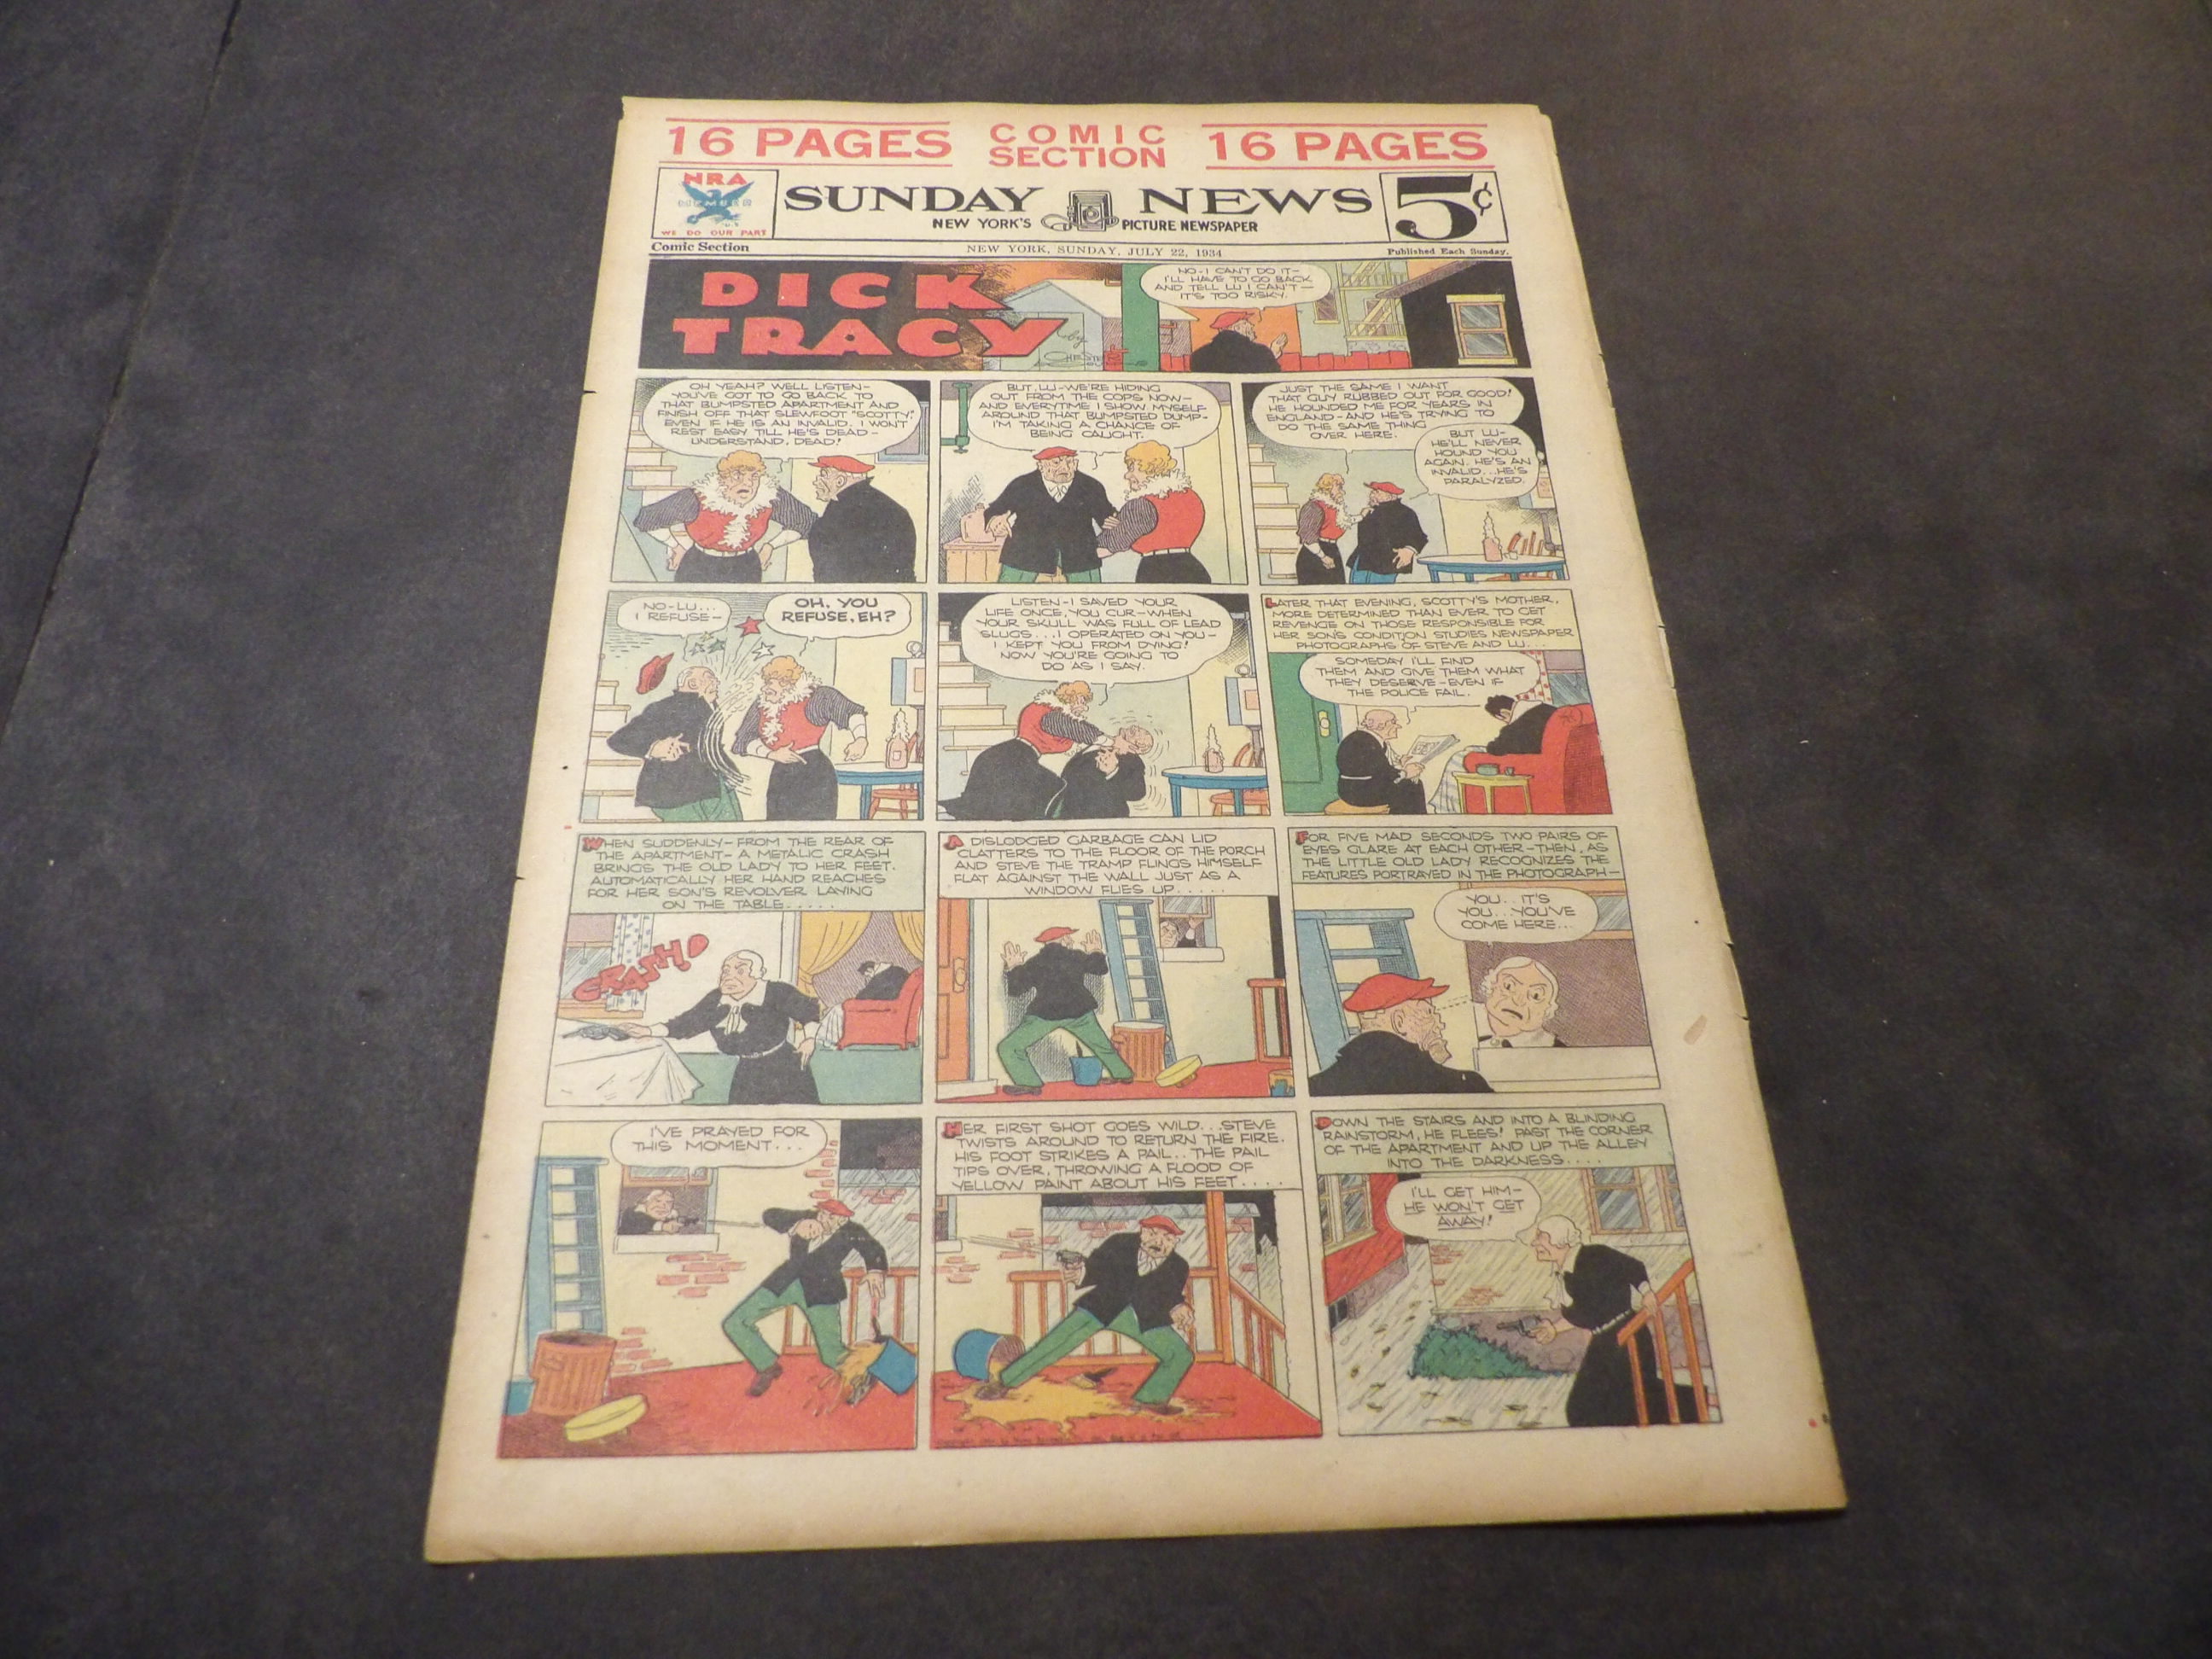 16 PAGES
COMIC
SECTION
16 PAGES
NRA
MEMBER
U.S.
WE DO OUR PART
SUNDAY NEWS
NEW YORK'S PICTURE NEWSPAPER
5¢
Comic Section
NEW YORK, SUNDAY, JULY 22, 1934
Published Each Sunday.
DICK
TRACY
by
CHESTER
GOULD
NO-I CAN'T DO IT-
I'LL HAVE TO GO BACK
AND TELL LU I CAN'T-
IT'S TOO RISKY.
OH YEAH? WELL LISTEN-
YOU'VE GOT TO GO BACK TO
THAT BUMPSTED APARTMENT AND
FINISH OFF THAT SLEWFOOT "SCOTTY",
EVEN IF HE IS AN INVALID. I WON'T
REST EASY TILL HE'S DEAD-
UNDERSTAND, DEAD!
BUT, LU-WE'RE HIDING
OUT FROM THE COPS NOW-
AND EVERYTIME I SHOW MYSELF
AROUND THAT BUMPSTED DUMP-
I'M TAKING A CHANCE OF
BEING CAUGHT.
JUST THE SAME I WANT
THAT GUY RUBBED OUT FOR GOOD!
HE HOUNDED ME FOR YEARS IN
ENGLAND-AND HE'S TRYING TO
DO THE SAME THING
OVER HERE.
BUT LU-
HE'LL NEVER
HOUND YOU
AGAIN. HE'S AN
INVALID...HE'S
PARALYZED.
NO-LU...
I REFUSE-
OH, YOU
REFUSE, EH?
LISTEN-I SAVED YOUR
LIFE ONCE, YOU CUR-WHEN
YOUR SKULL WAS FULL OF LEAD
SLUGS...I OPERATED ON YOU-
I KEPT YOU FROM DYING!
NOW YOU'RE GOING TO
DO AS I SAY.
LATER THAT EVENING, SCOTTY'S MOTHER,
MORE DETERMINED THAN EVER TO GET
REVENGE ON THOSE RESPONSIBLE FOR
HER SON'S CONDITION STUDIES NEWSPAPER
PHOTOGRAPHS OF STEVE AND LU...
SOMEDAY I'LL FIND
THEM AND GIVE THEM WHAT
THEY DESERVE-EVEN IF
THE POLICE FAIL.
WHEN SUDDENLY-FROM THE REAR OF
THE APARTMENT-A METALIC CRASH
BRINGS THE OLD LADY TO HER FEET.
AUTOMATICALLY HER HAND REACHES
FOR HER SON'S REVOLVER LAYING
ON THE TABLE.....
CRASH!
A DISLODGED GARBAGE CAN LID
CLATTERS TO THE FLOOR OF THE PORCH
AND STEVE THE TRAMP FLINGS HIMSELF
FLAT AGAINST THE WALL JUST AS A
WINDOW FLIES UP.....
FOR FIVE MAD SECONDS TWO PAIRS OF
EYES GLARE AT EACH OTHER-THEN, AS
THE LITTLE OLD LADY RECOGNIZES THE
FEATURES PORTRAYED IN THE PHOTOGRAPH-
YOU...IT'S
YOU...YOU'VE
COME HERE...
I'VE PRAYED FOR
THIS MOMENT...
HER FIRST SHOT GOES WILD...STEVE
TWISTS AROUND TO RETURN THE FIRE.
HIS FOOT STRIKES A PAIL..THE PAIL
TIPS OVER, THROWING A FLOOD OF
YELLOW PAINT ABOUT HIS FEET....
DOWN THE STAIRS AND INTO A BLINDING
RAINSTORM, HE FLEES! PAST THE CORNER
OF THE APARTMENT AND UP THE ALLEY
INTO THE DARKNESS....
I'LL GET HIM-
HE WON'T GET
AWAY!